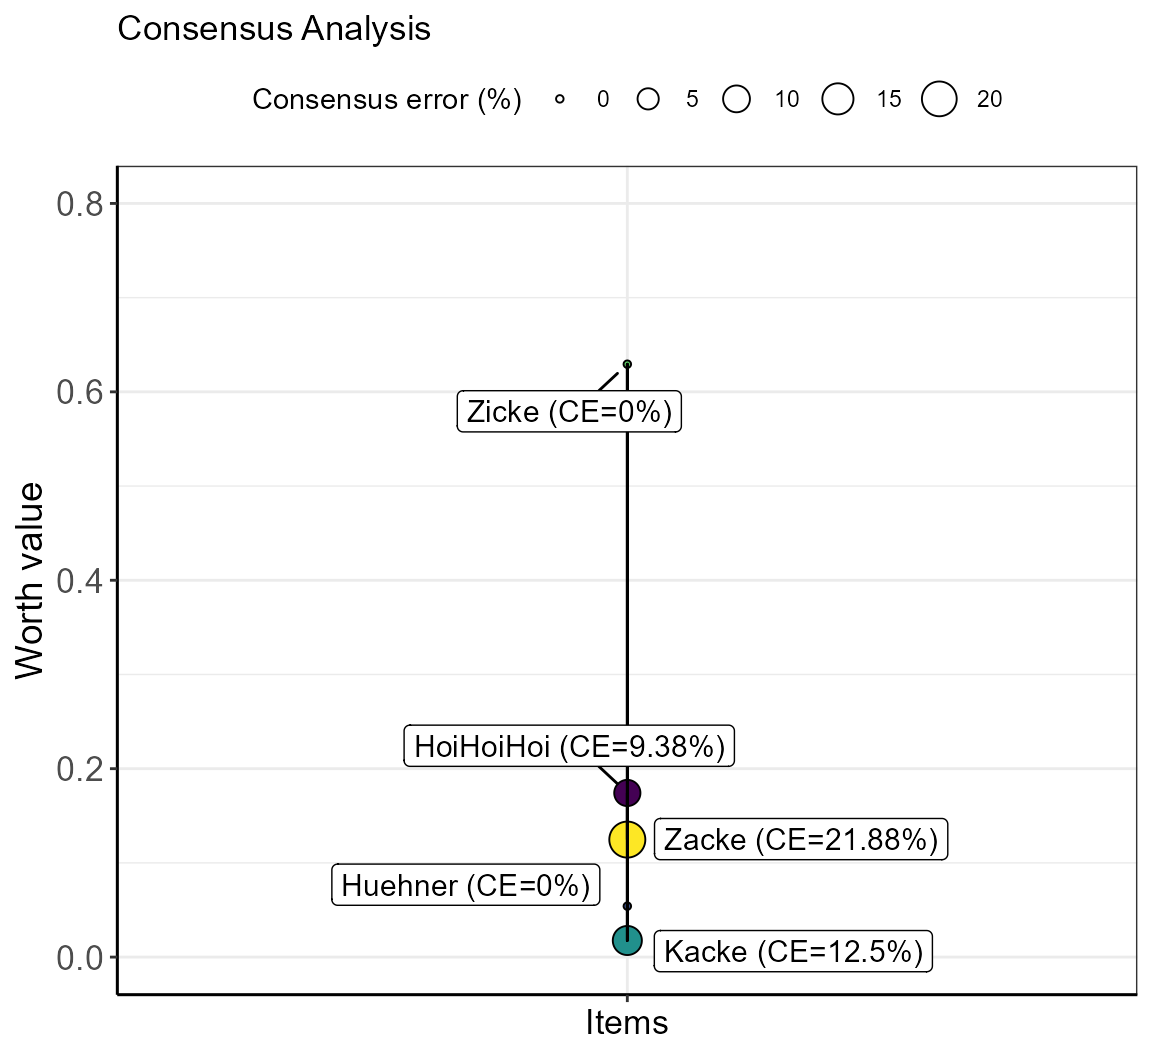 Consensus Analysis
Consensus error (%) 0 5 10 15 20
Worth value
0.8
0.6
Zicke (CE=0%)
0.4
HoiHoiHoi (CE=9.38%)
0.2
Zacke (CE=21.88%)
Huehner (CE=0%)
Kacke (CE=12.5%)
0.0
Items